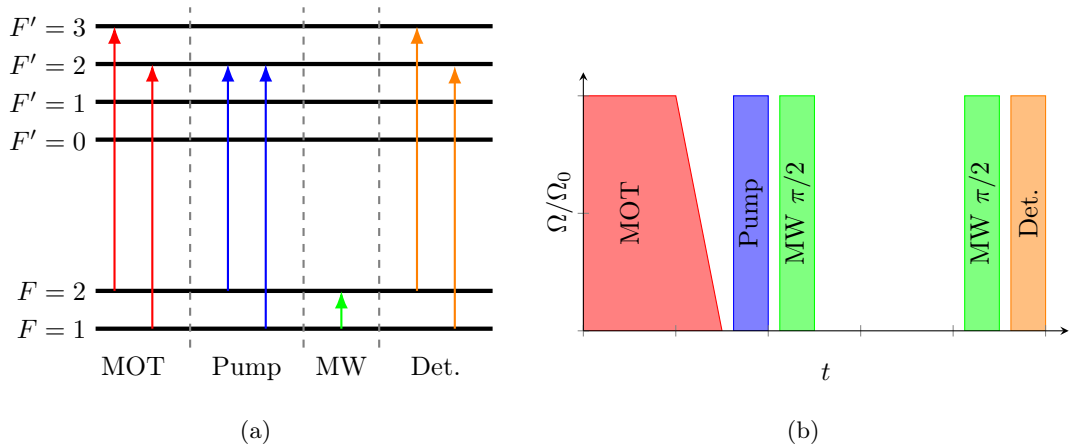 F′ = 3
F′ = 2
F′ = 1
F′ = 0
F = 2
F = 1
MOT Pump MW Det.
(a)
Ω/Ω₀
MOT
Pump
MW π/2
MW π/2
Det.
t
(b)